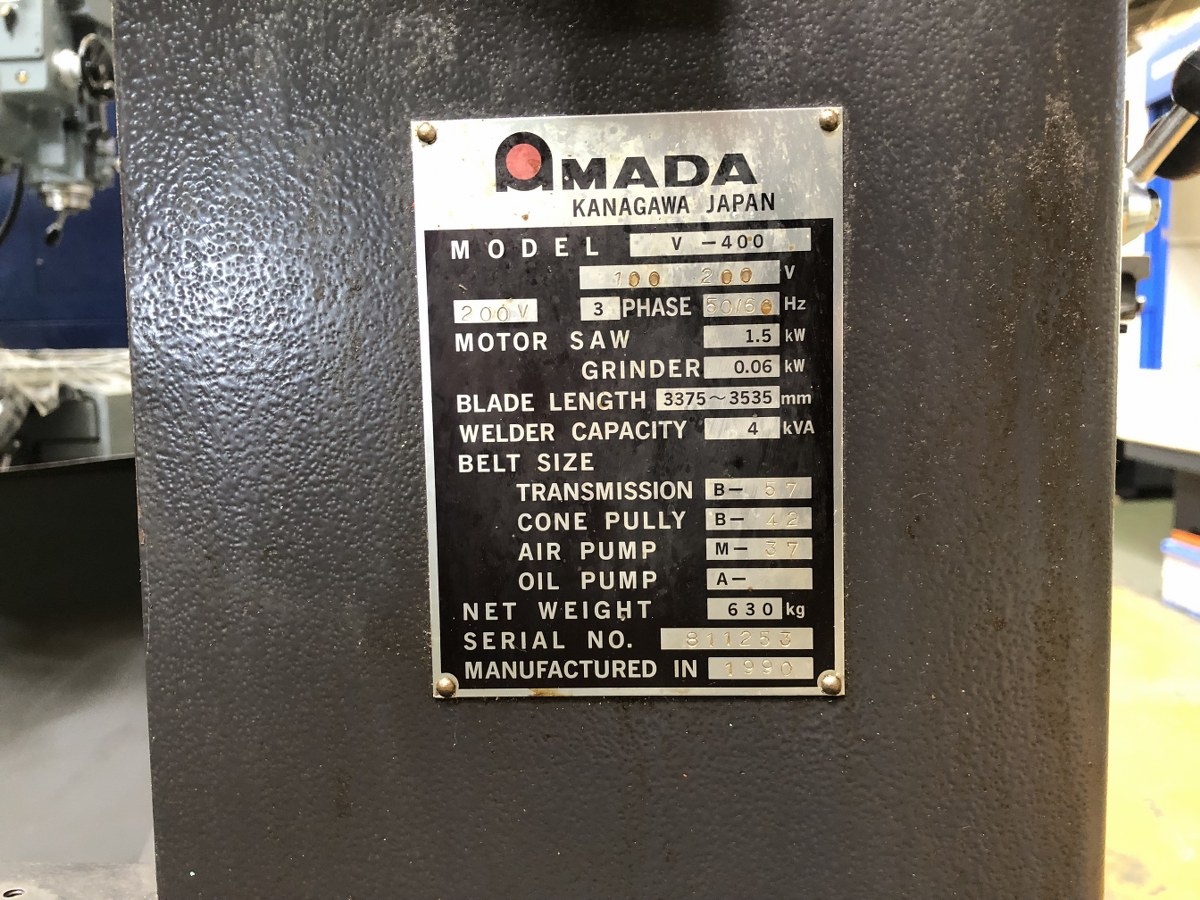 AMADA
KANAGAWA JAPAN
MODEL V-400
100 200 V
200V 3 PHASE 50/60 Hz
MOTOR SAW 1.5 kW
GRINDER 0.06 kW
BLADE LENGTH 3375~3535 mm
WELDER CAPACITY 4 kVA
BELT SIZE
TRANSMISSION B- 57
CONE PULLY B- 42
AIR PUMP M- 37
OIL PUMP A-
NET WEIGHT 630 kg
SERIAL NO. 811253
MANUFACTURED IN 1990